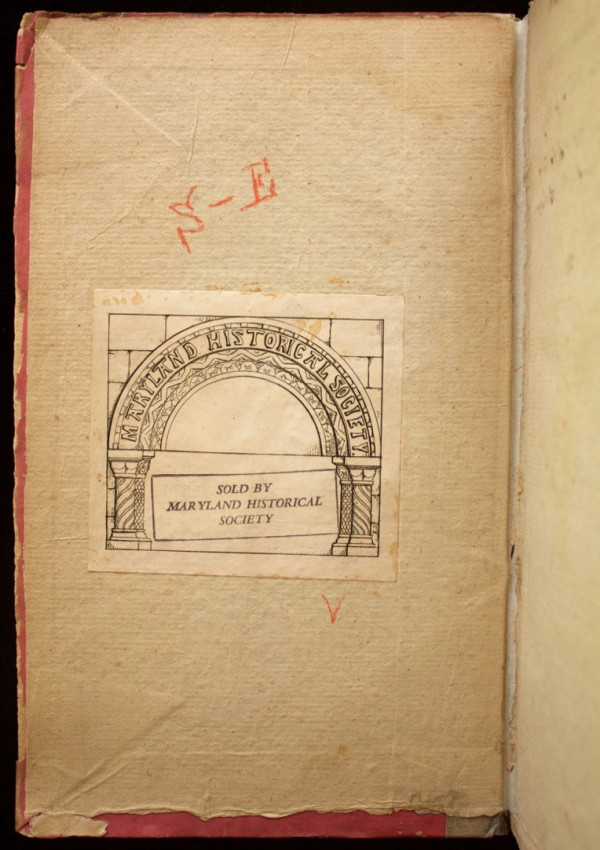 S-E
MARYLAND HISTORICAL SOCIETY
SOLD BY
MARYLAND HISTORICAL
SOCIETY
V